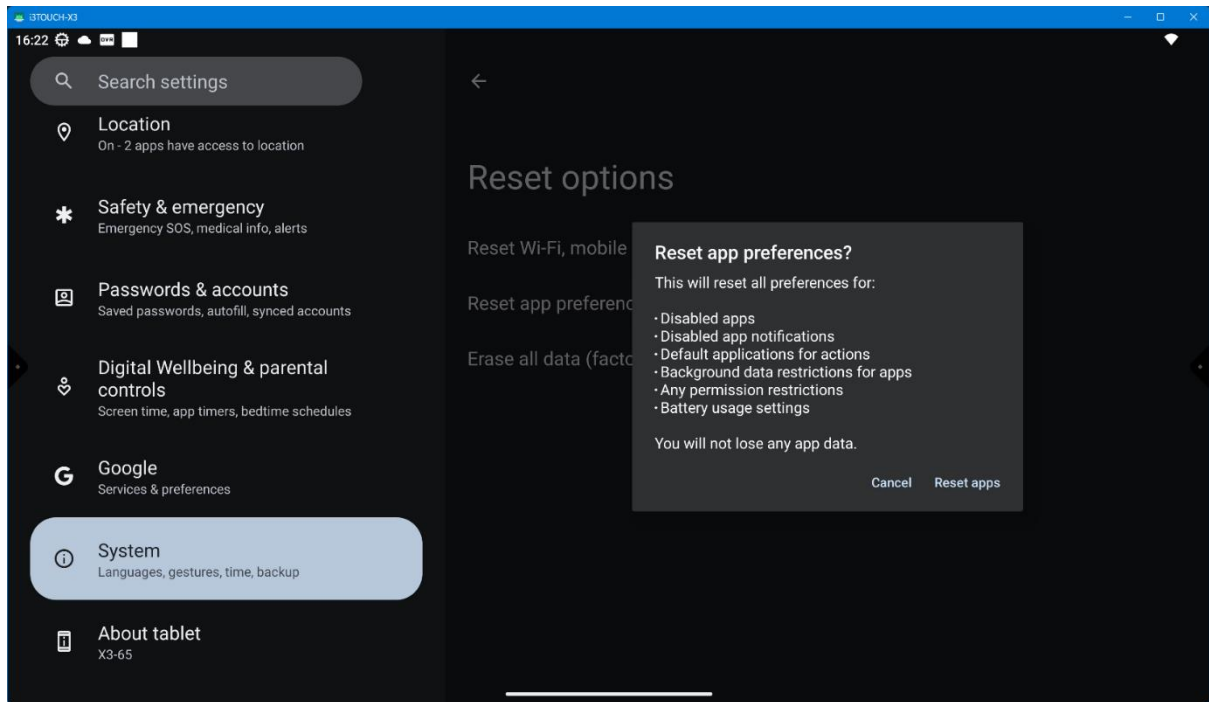 i3TOUCH-X3
16:22
DVR
Search settings
Location
On - 2 apps have access to location
Safety & emergency
Emergency SOS, medical info, alerts
Passwords & accounts
Saved passwords, autofill, synced accounts
Digital Wellbeing & parental
controls
Screen time, app timers, bedtime schedules
G
Google
Services & preferences
System
Languages, gestures, time, backup
About tablet
X3-65
Reset options
Reset Wi-Fi, mobile
Reset app preferenc
Erase all data (facto
Reset app preferences?
This will reset all preferences for:
· Disabled apps
· Disabled app notifications
· Default applications for actions
· Background data restrictions for apps
· Any permission restrictions
· Battery usage settings
You will not lose any app data.
Cancel Reset apps